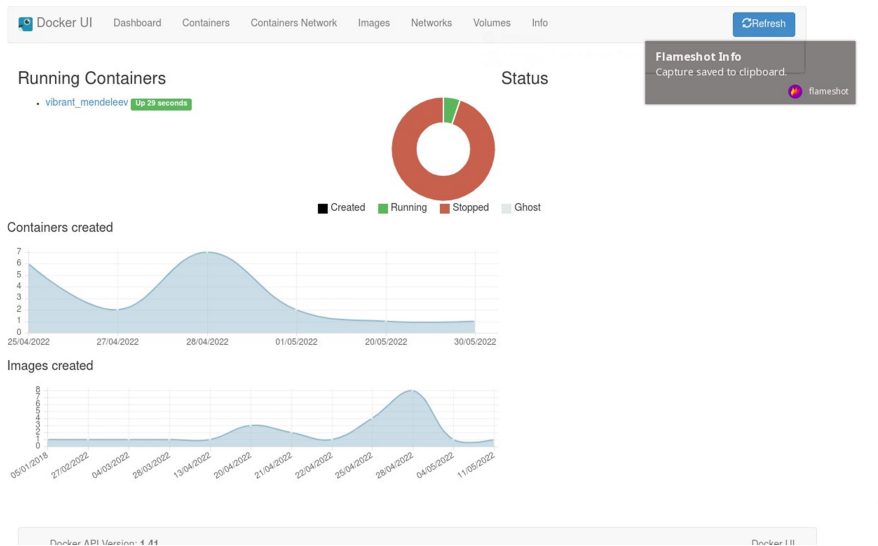 Docker UI
Dashboard
Containers
Containers Network
Images
Networks
Volumes
Info
Refresh
Flameshot Info
Capture saved to clipboard.
flameshot
Running Containers
Status
vibrant_mendeleev Up 29 seconds
Created
Running
Stopped
Ghost
Containers created
7
6
5
4
3
2
1
0
25/04/2022
27/04/2022
28/04/2022
01/05/2022
20/05/2022
30/05/2022
Images created
8
7
6
5
4
3
2
1
0
05/01/2018
27/02/2022
04/03/2022
28/03/2022
13/04/2022
20/04/2022
21/04/2022
22/04/2022
25/04/2022
28/04/2022
04/05/2022
11/05/2022
Docker API Version: 1.41
Docker UI